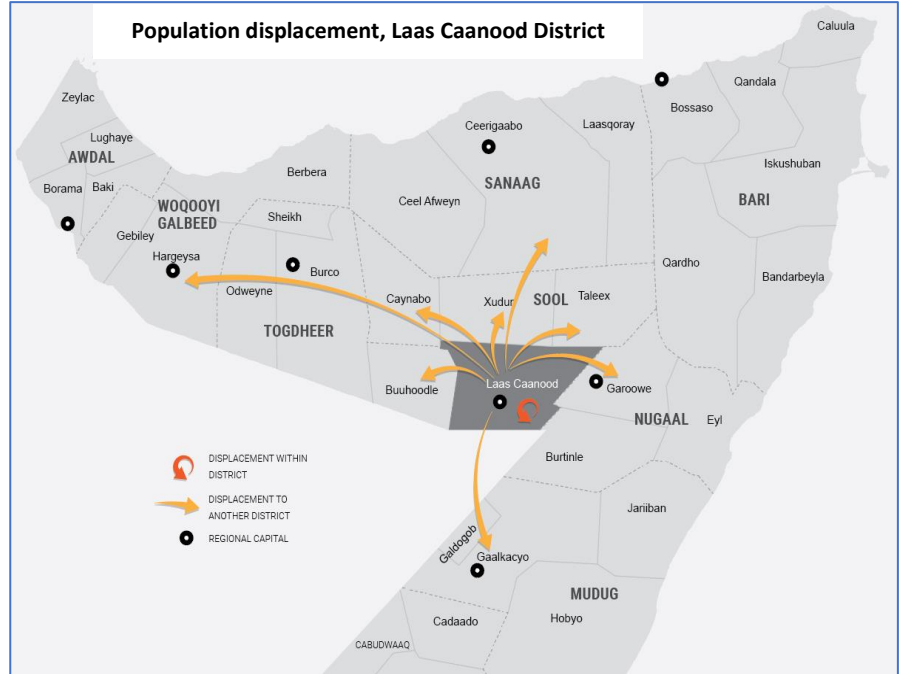 Population displacement, Laas Caanood District
Caluula
Zeylac
Qandala
Bossaso
Lughaye
Ceerigaabo
Laasqoray
AWDAL
Iskushuban
Berbera
SANAAG
Borama
Baki
BARI
WOQOOYI
GALBEED
Ceel Afweyn
Sheikh
Gebiley
Hargeysa
Qardho
Burco
Bandarbeyla
Odweyne
Caynabo
Xudun
SOOL
Taleex
TOGDHEER
Laas Caanood
Buuhoodle
Garoowe
NUGAAL
Eyl
DISPLACEMENT WITHIN
DISTRICT
Burtinle
DISPLACEMENT TO
ANOTHER DISTRICT
Jariiban
REGIONAL CAPITAL
Galdogob
Gaalkacyo
MUDUG
Hobyo
Cadaado
CABUDWAAQ